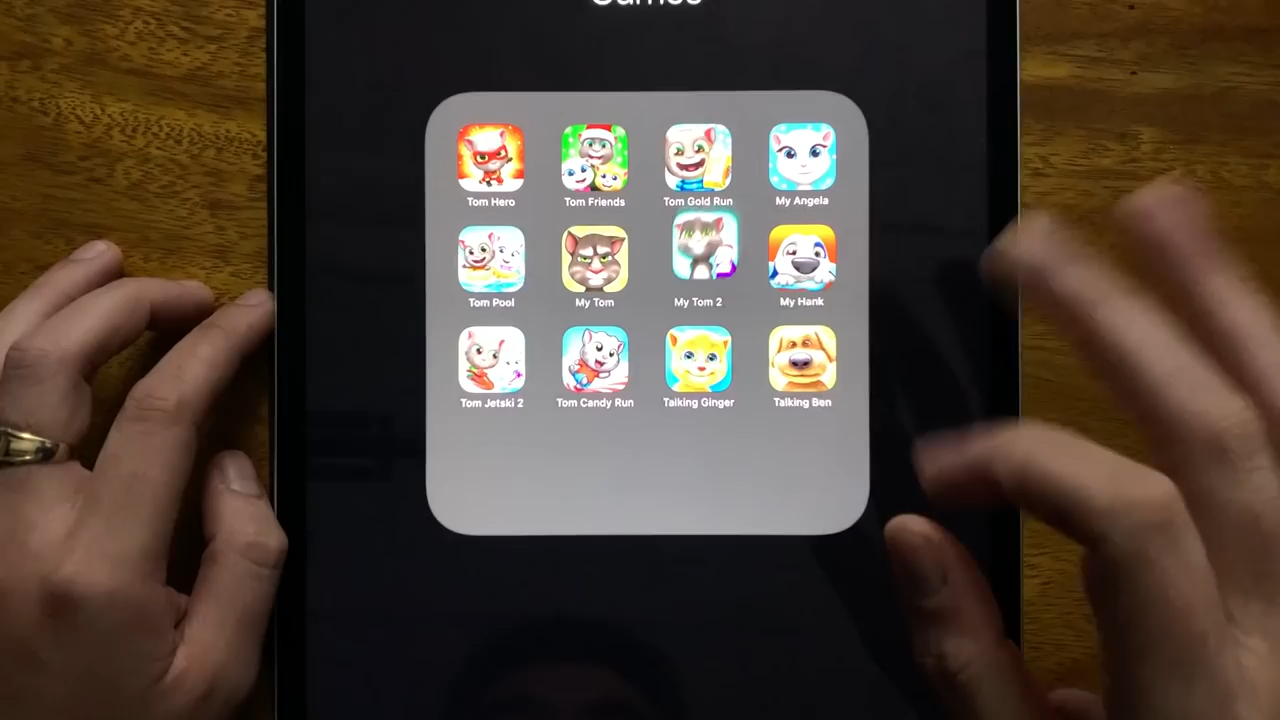 Games
Tom Hero
Tom Friends
Tom Gold Run
My Angela
Tom Pool
My Tom
My Tom 2
My Hank
Tom Jetski 2
Tom Candy Run
Talking Ginger
Talking Ben